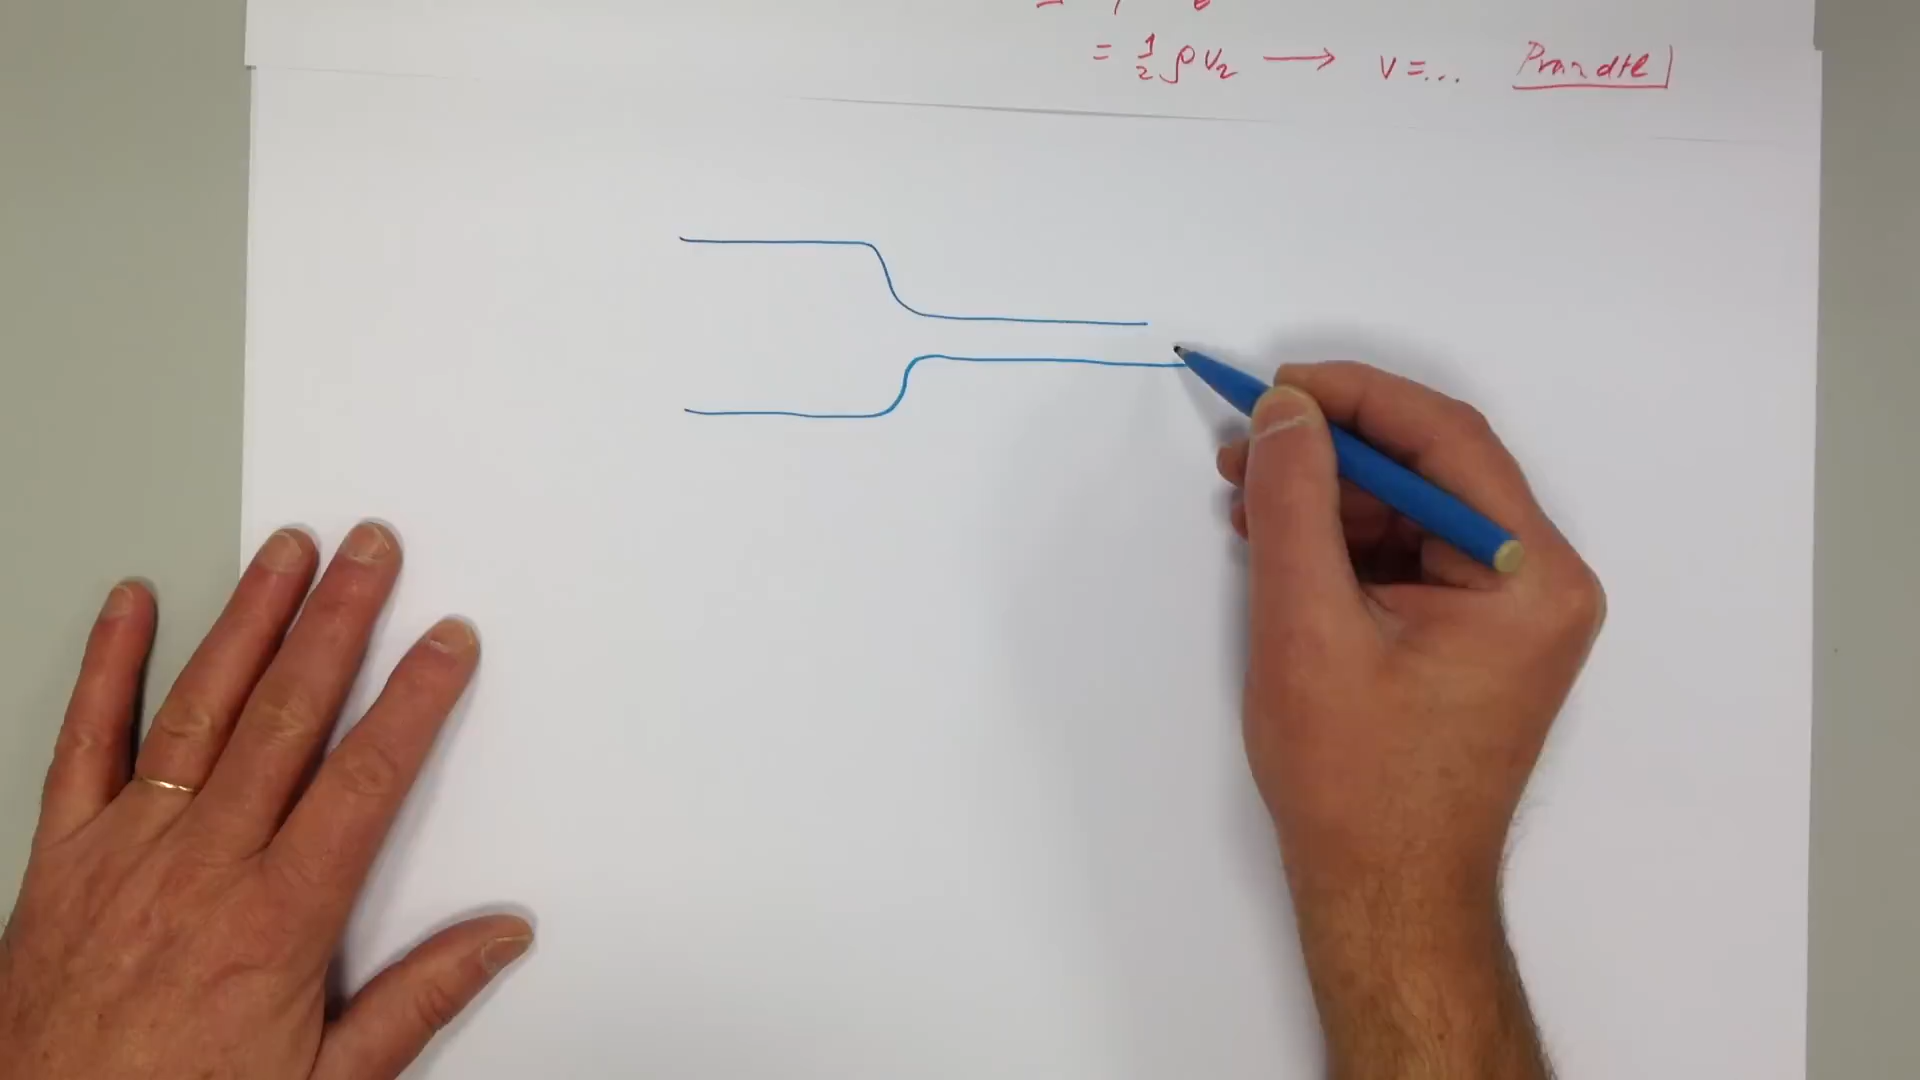 = 1/2 ρ v₂ → v = ... Prandtl